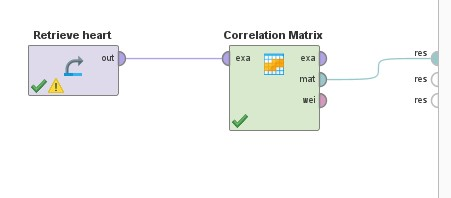 Retrieve heart
Correlation Matrix
out
exa
exa
mat
wei
res
res
res